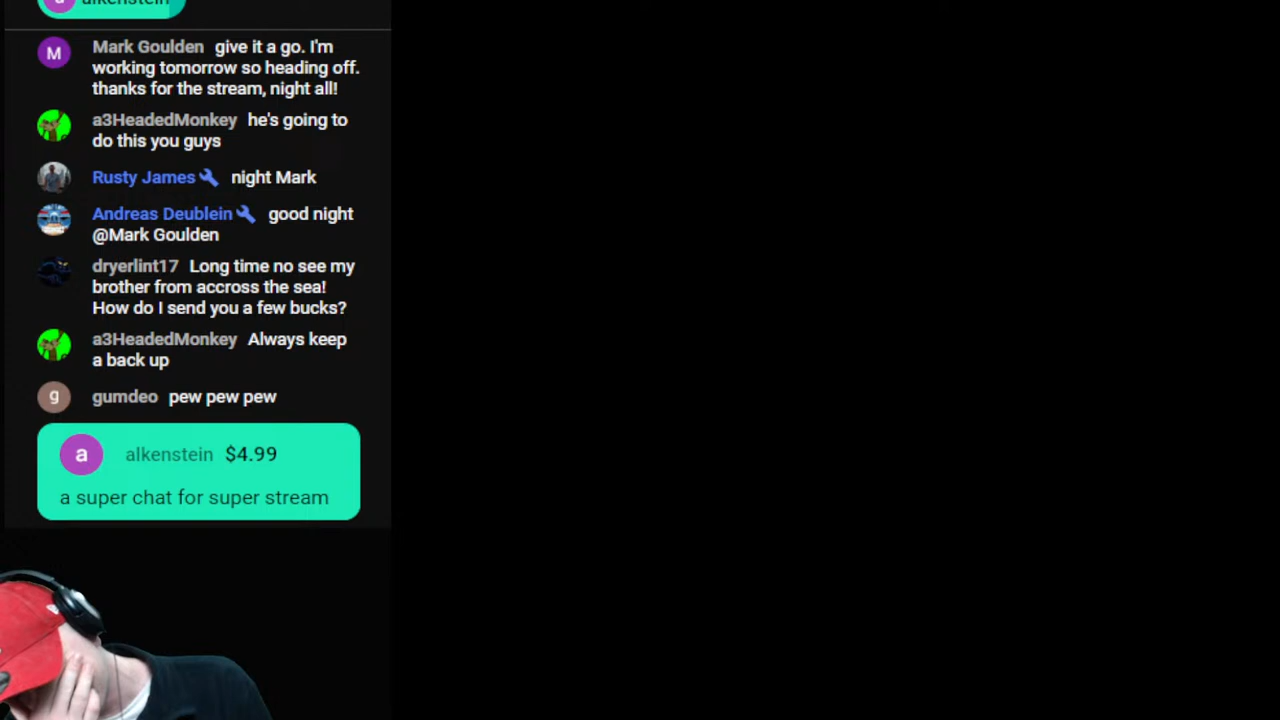 a alkenstein
M Mark Goulden give it a go. I'm
working tomorrow so heading off.
thanks for the stream, night all!
a3HeadedMonkey he's going to
do this you guys
Rusty James night Mark
Andreas Deublein good night
@Mark Goulden
dryerlint17 Long time no see my
brother from accross the sea!
How do I send you a few bucks?
a3HeadedMonkey Always keep
a back up
g gumdeo pew pew pew
a alkenstein $4.99
a super chat for super stream